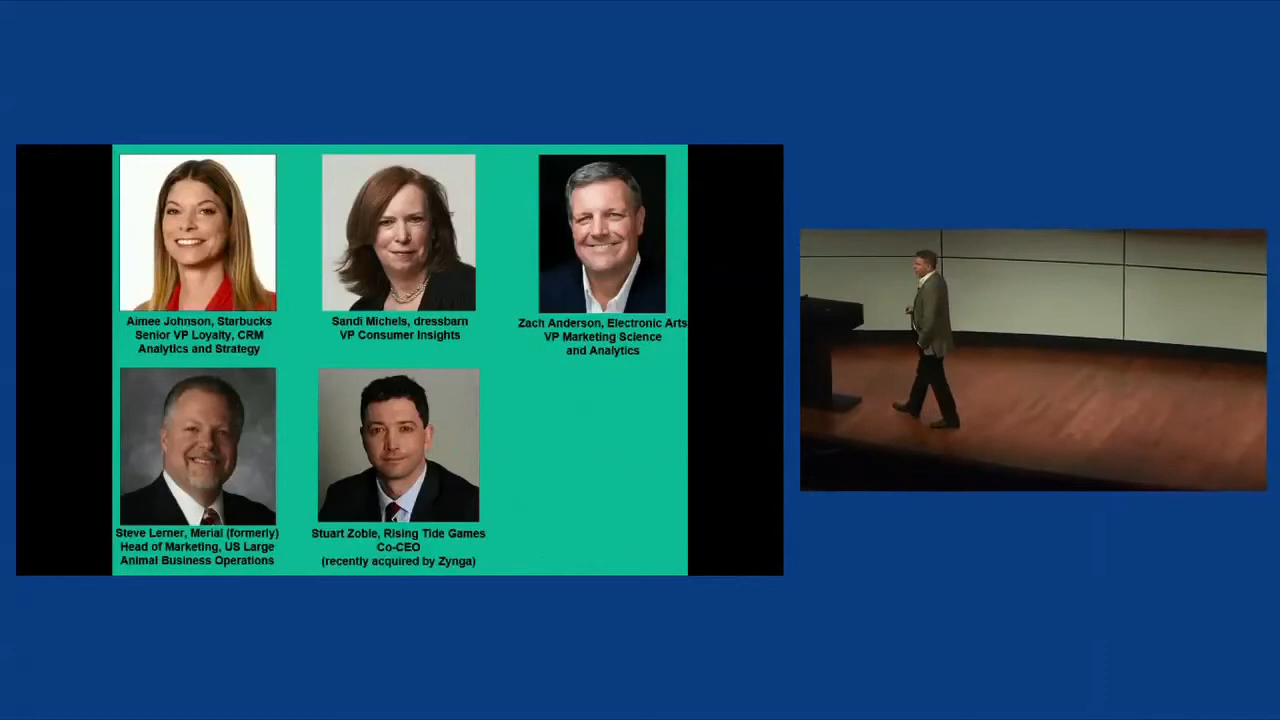 Aimee Johnson, Starbucks
Senior VP Loyalty, CRM
Analytics and Strategy
Sandi Michels, dressbarn
VP Consumer Insights
Zach Anderson, Electronic Arts
VP Marketing Science
and Analytics
Steve Lerner, Merial (formerly)
Head of Marketing, US Large
Animal Business Operations
Stuart Zoble, Rising Tide Games
Co-CEO
(recently acquired by Zynga)